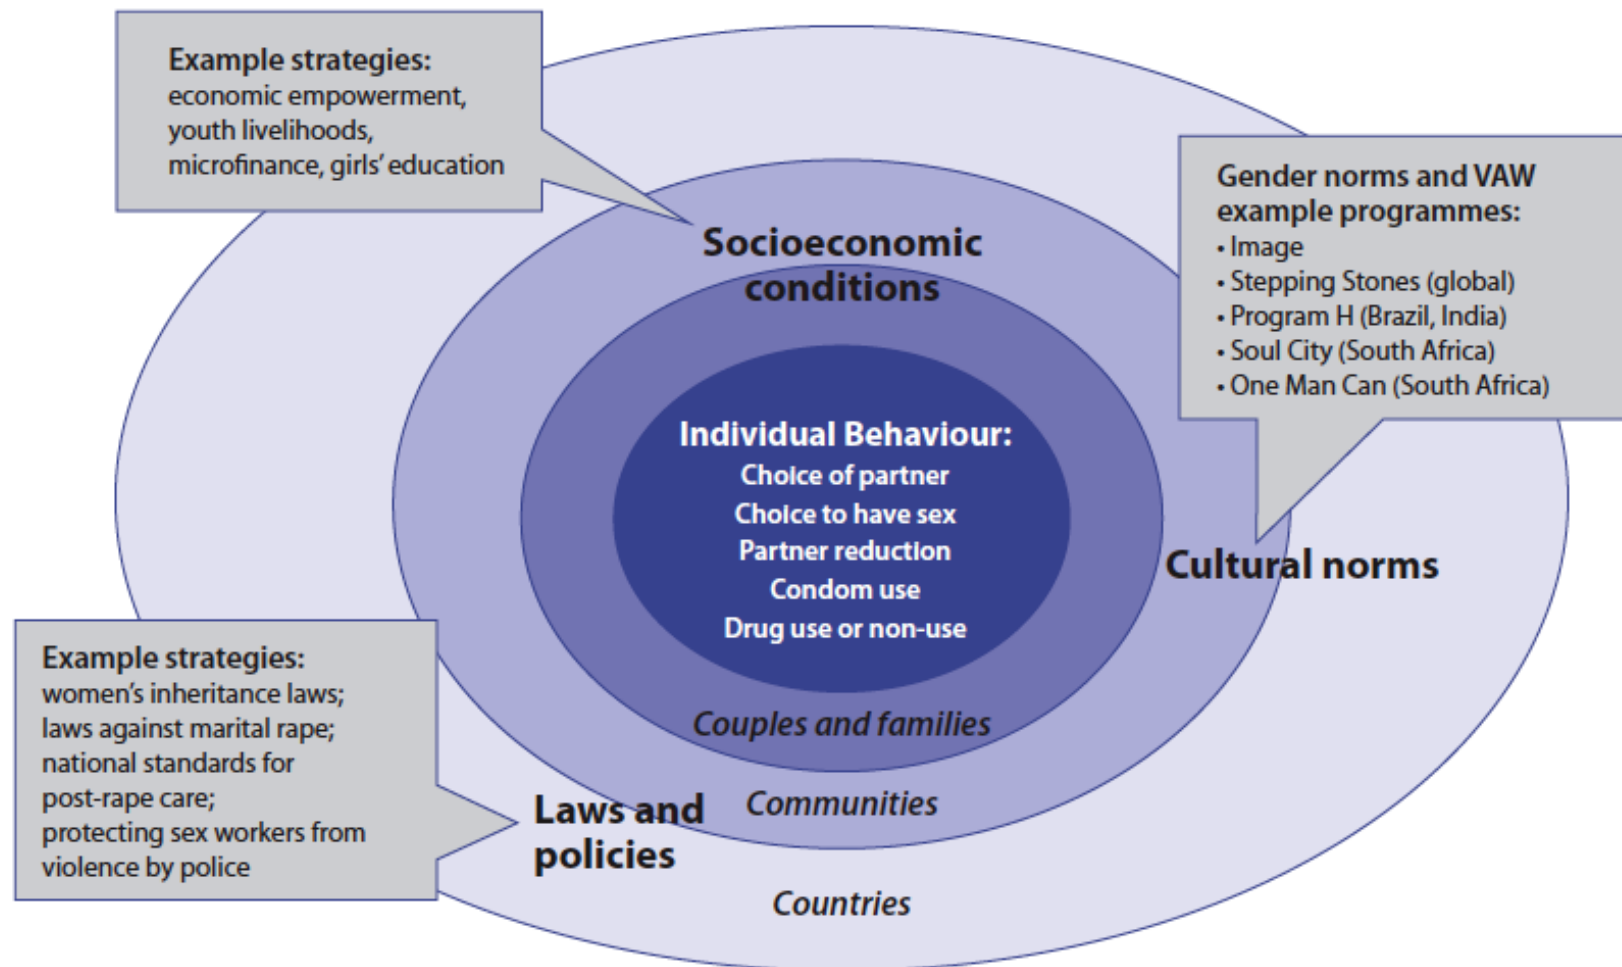 Example strategies:
economic empowerment,
youth livelihoods,
microfinance, girls' education
Gender norms and VAW
example programmes:
• Image
• Stepping Stones (global)
• Program H (Brazil, India)
• Soul City (South Africa)
• One Man Can (South Africa)
Socioeconomic
conditions
Individual Behaviour:
Choice of partner
Choice to have sex
Partner reduction
Condom use
Drug use or non-use
Cultural norms
Example strategies:
women's inheritance laws;
laws against marital rape;
national standards for
post-rape care;
protecting sex workers from
violence by police
Couples and families
Communities
Laws and
policies
Countries